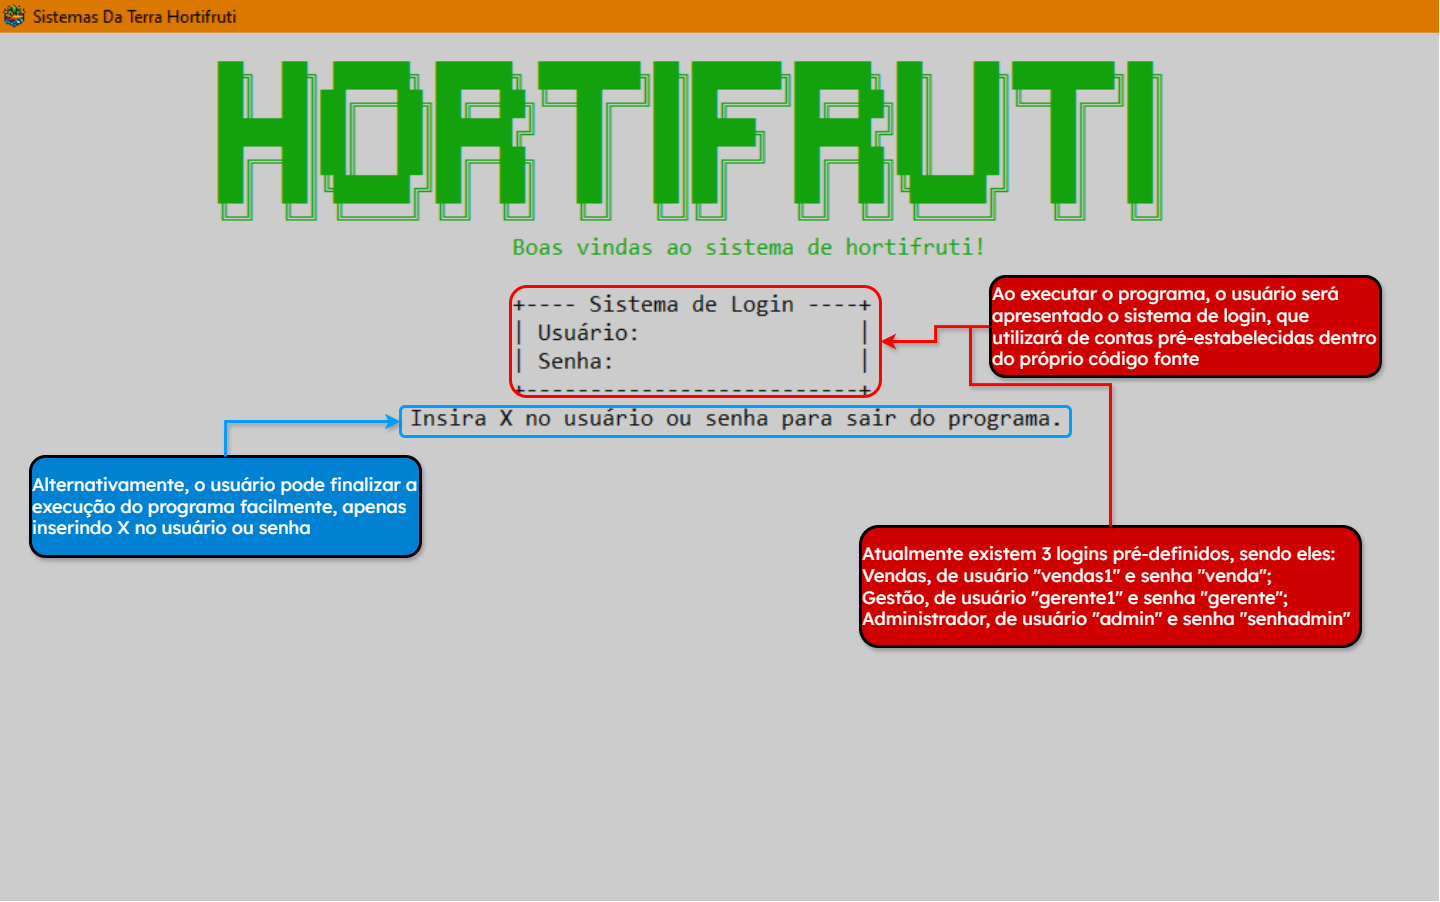 Sistemas Da Terra Hortifruti
HORTIFRUTI
Boas vindas ao sistema de hortifruti!
+---- Sistema de Login ----+
| Usuário: |
| Senha: |
+--------------------------+
Insira X no usuário ou senha para sair do programa.
Ao executar o programa, o usuário será
apresentado o sistema de login, que
utilizará de contas pré-estabelecidas dentro
do próprio código fonte
Alternativamente, o usuário pode finalizar a
execução do programa facilmente, apenas
inserindo X no usuário ou senha
Atualmente existem 3 logins pré-definidos, sendo eles:
Vendas, de usuário "vendas1" e senha "venda";
Gestão, de usuário "gerente1" e senha "gerente";
Administrador, de usuário "admin" e senha "senhadmin"